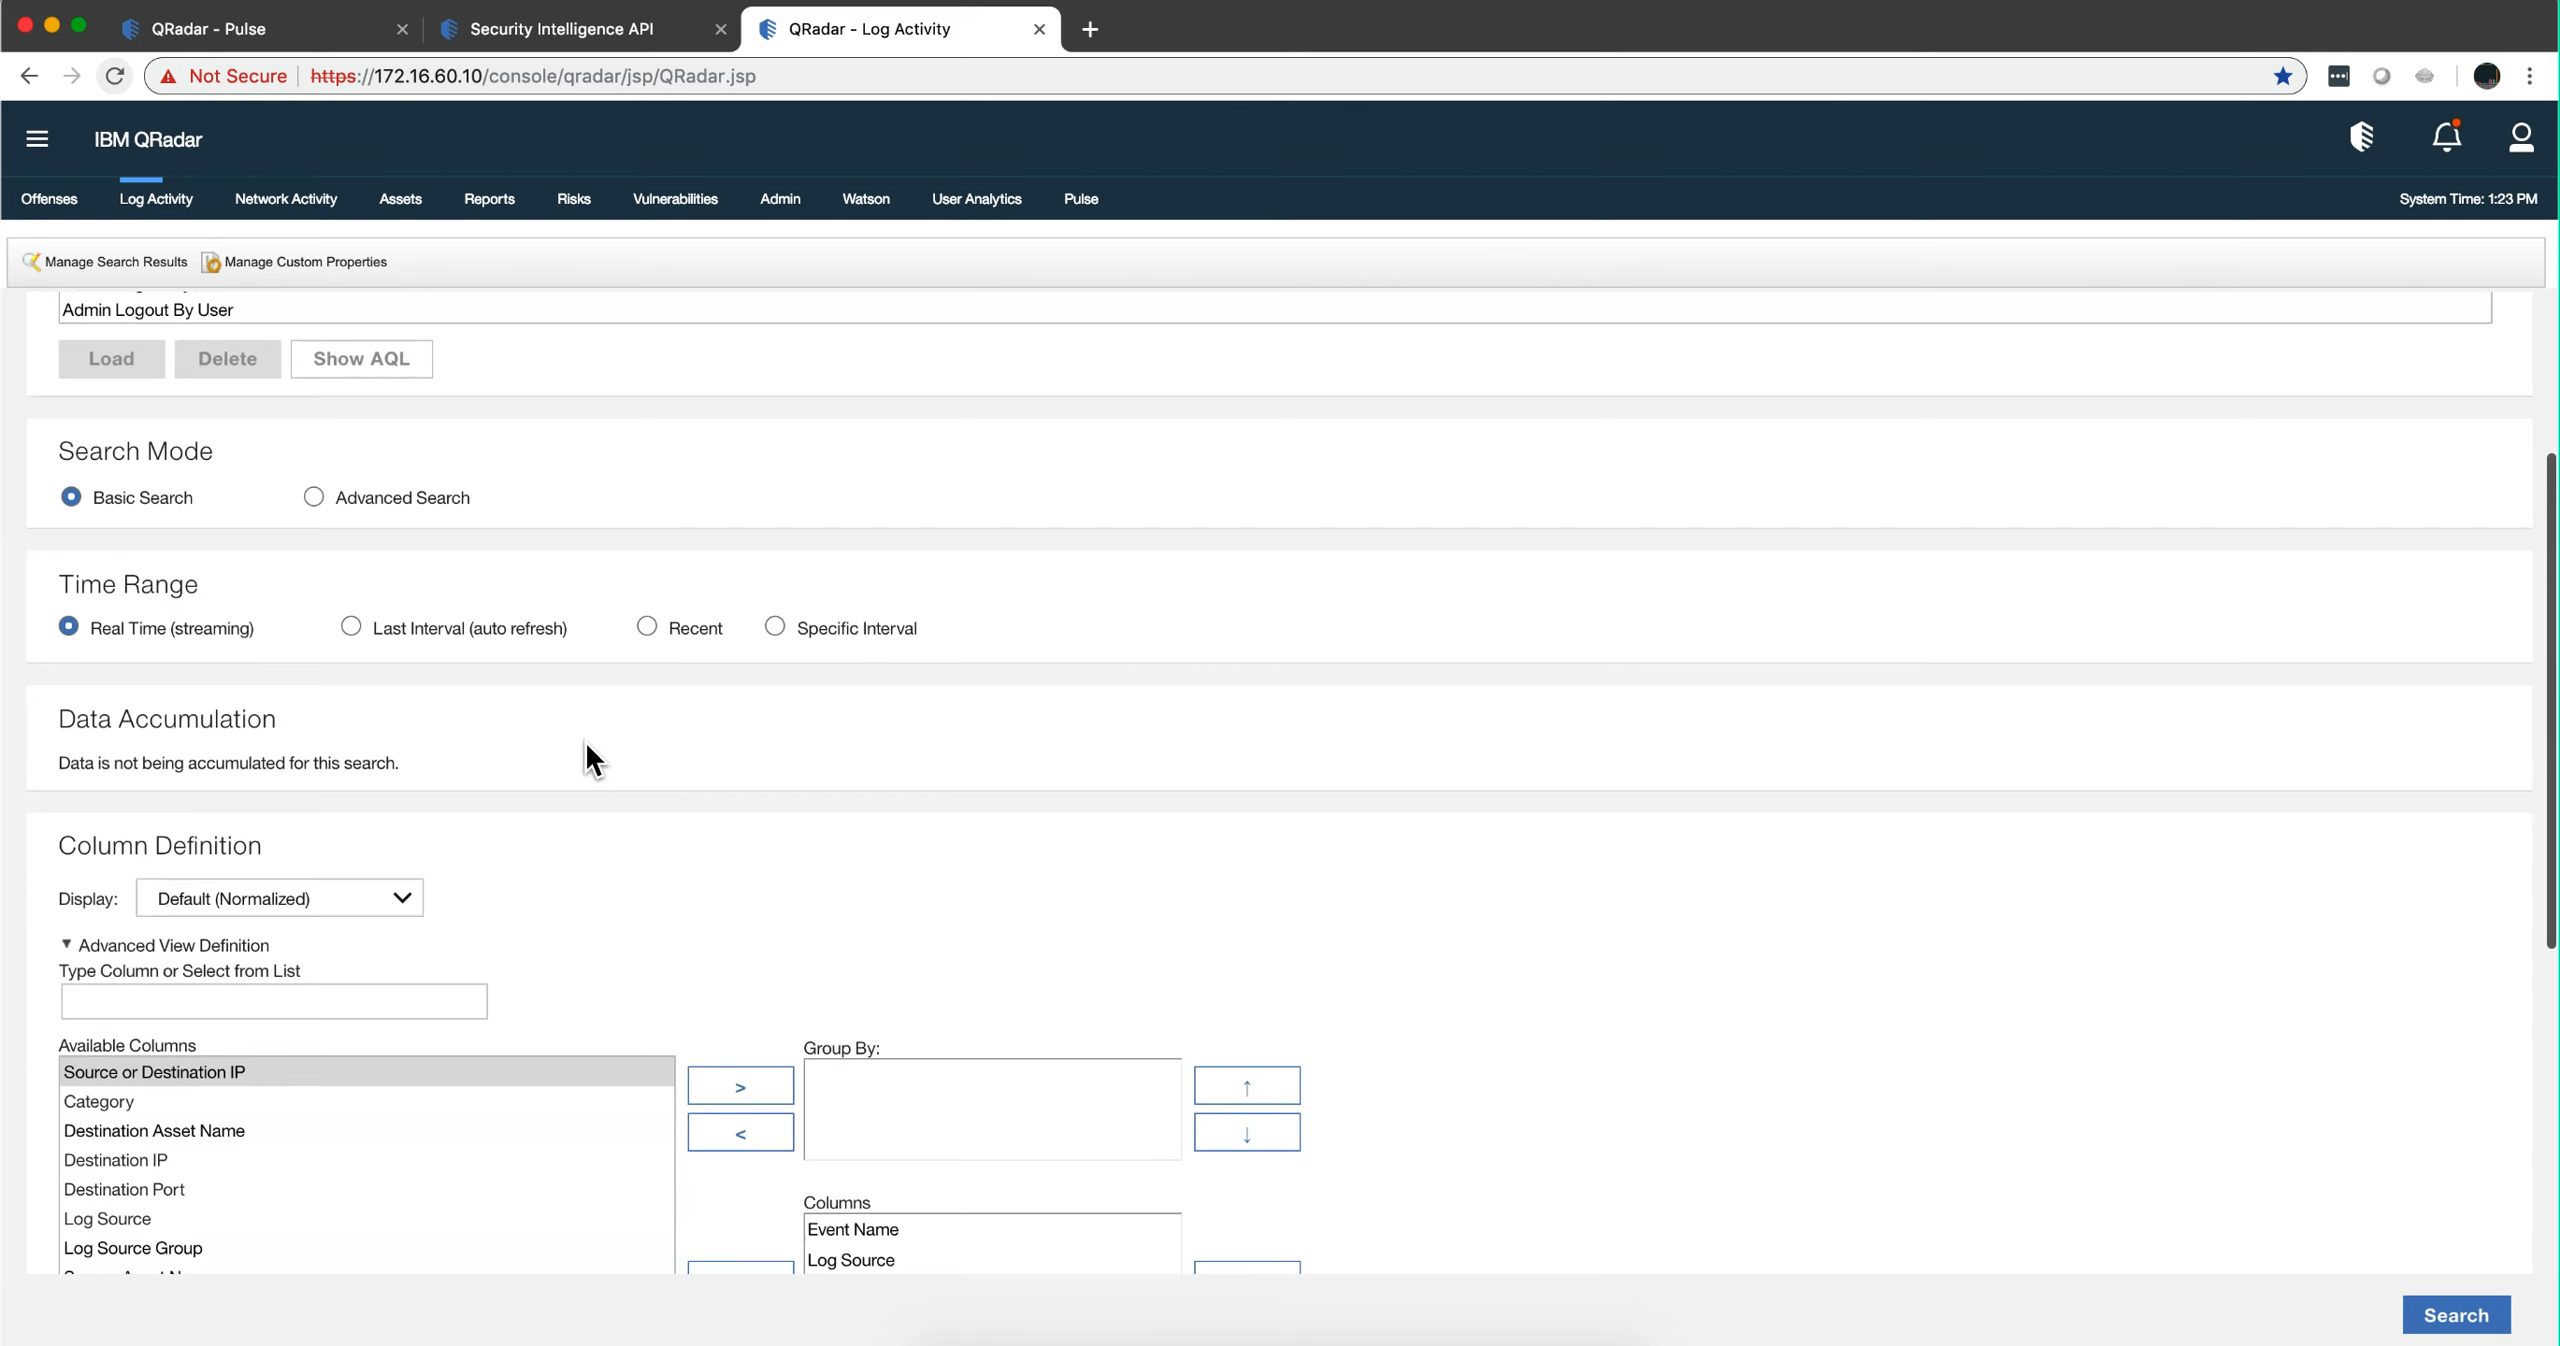 QRadar - Pulse
Security Intelligence API
QRadar - Log Activity
Not Secure
https://172.16.60.10/console/qradar/jsp/QRadar.jsp
IBM QRadar
Offenses
Log Activity
Network Activity
Assets
Reports
Risks
Vulnerabilities
Admin
Watson
User Analytics
Pulse
System Time: 1:23 PM
Manage Search Results
Manage Custom Properties
Admin Logout By User
Load
Delete
Show AQL
Search Mode
Basic Search
Advanced Search
Time Range
Real Time (streaming)
Last Interval (auto refresh)
Recent
Specific Interval
Data Accumulation
Data is not being accumulated for this search.
Column Definition
Display:
Default (Normalized)
Advanced View Definition
Type Column or Select from List
Available Columns
Source or Destination IP
Category
Destination Asset Name
Destination IP
Destination Port
Log Source
Log Source Group
>
<
Group By:
↑
↓
Columns
Event Name
Log Source
Search